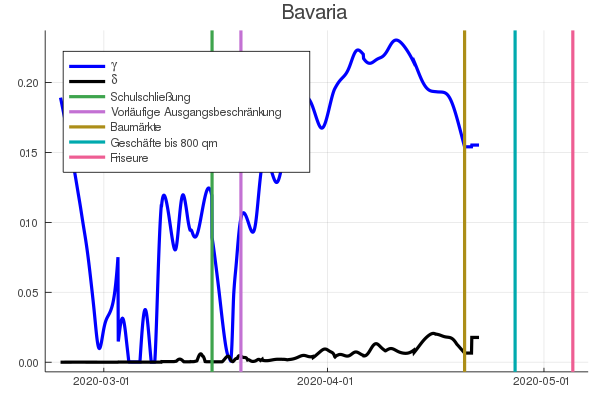 Bavaria
γ
δ
Schulschließung
Vorläufige Ausgangsbeschränkung
Baumärkte
Geschäfte bis 800 qm
Friseure
0.20
0.15
0.10
0.05
0.00
2020-03-01
2020-04-01
2020-05-01